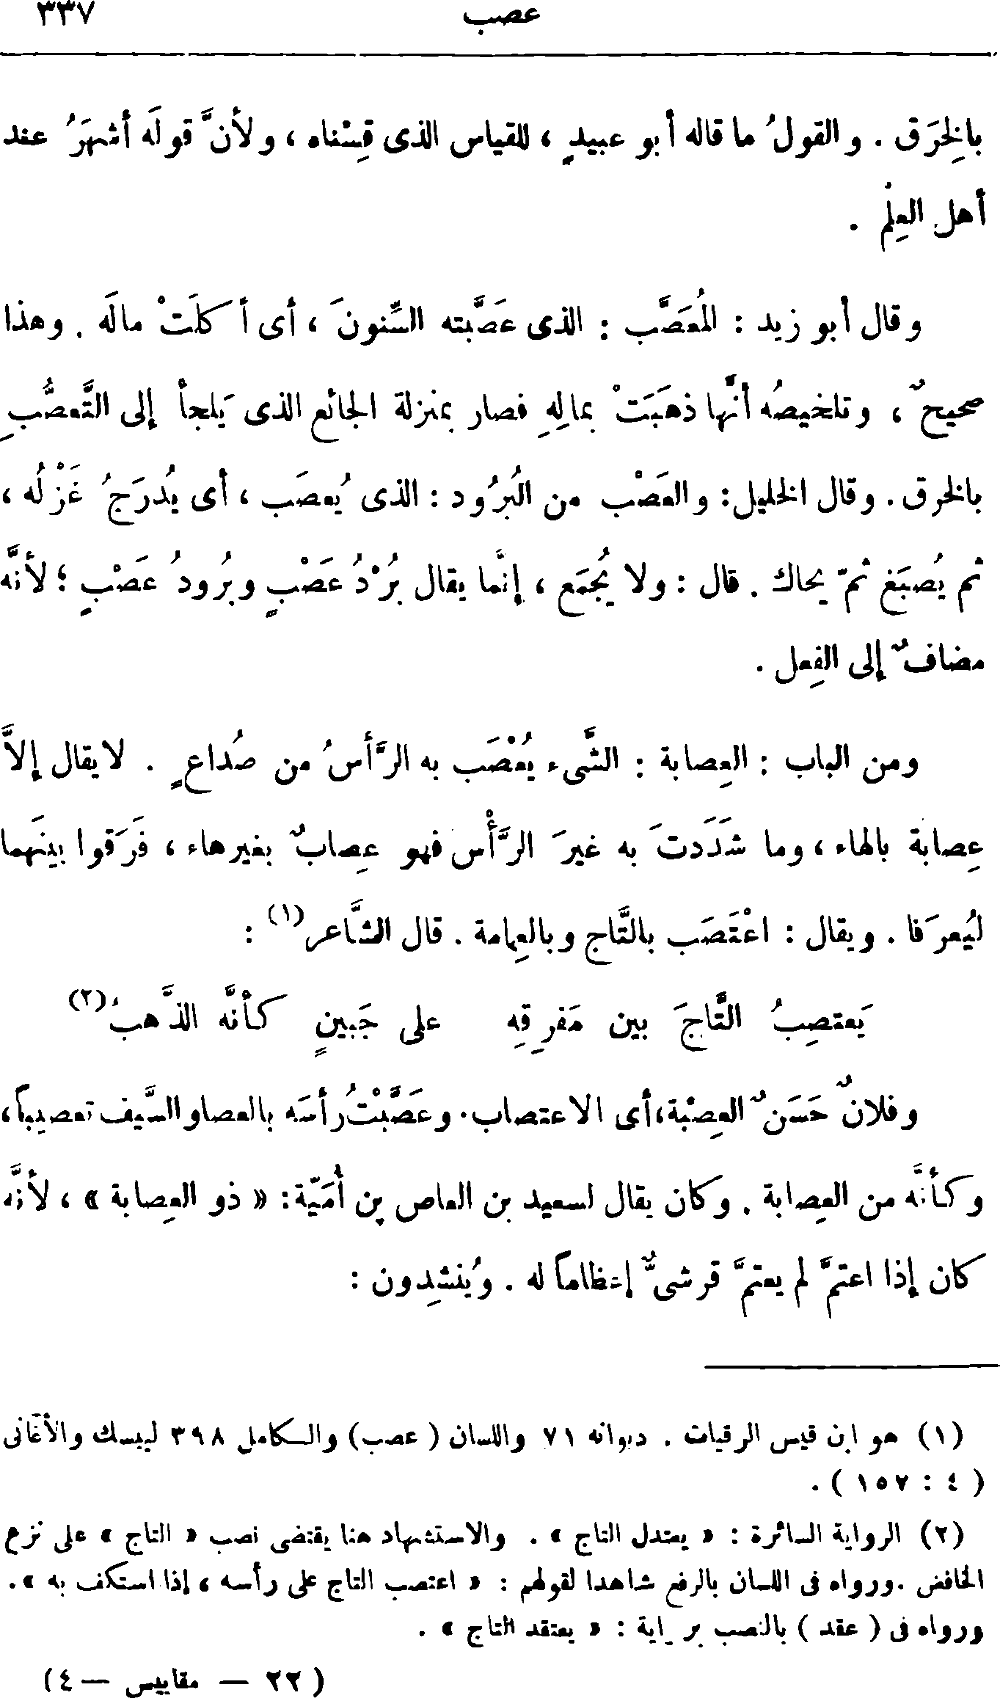 عصب ٣٣٧
بالخِرَق . والقولُ ما قاله أبو عبيدٍ ، للقياس الذى قِسْناه ، ولأنَّ قولَه أشهَرُ عند
أهل العِلْم .
وقال أبو زيد : المُعَصَّب : الذى عَصَّبته السِّنونَ ، أى أكلَتْ مالَه . وهذا
صحيحٌ ، وتلخيصُه أنَّها ذهبَتْ بمالِهِ فصار بمنزلة الجائع الذى يَلجأ إلى التَّعصُّبِ
بالخرق . وقال الخليل : والعَصْب من البُرُود : الذى يُعصَب ، أى يُدرَجُ غَزْلُه ،
ثم يُصبَغ ثمّ يحاك . قال : ولا يُجمَع ، إنَّما يقال بُرْدُ عَصْبٍ وبُرودُ عَصْبٍ ؛ لأنَّه
مضافٌ إلى الفِعل .
ومن الباب : العِصابة : الشَّىء يُعْصَب به الرَّأسُ من صُداعٍ . لا يقال إلاَّ
عِصابة بالهاء ، وما شَدَدتَ به غيرَ الرَّأْس فهو عِصابٌ بغيرهاء ، فَرَقوا بينَهما
ليُعرَفا . ويقال : اعْتَصَب بالتَّاج وبالعِمامة . قال الشَّاعر(١) :
يَعتصِبُ التَّاجَ بين مَفرِقِه على جَبينٍ كأنَّه الذَّهبُ(٢)
وفلانٌ حَسَنٌ العِصْبة، أى الاعتصاب. وعَصَّبْتُ رأسَه بالعصا والسَّيف تعصيباً،
وكأنَّه من العِصابة . وكان يقال لسعيد بن العاص بن أُمَيّة : « ذو العِصابة » ، لأنَّه
كان إذا اعتمَّ لم يعتمَّ قرشىٌّ إعظاماً له . ويُنشِدون :
(١) هو ابن قيس الرقيات . ديوانه ٧١ واللسان ( عصب ) والكامل ٣٩٨ ليبسك والأغانى
( ٤ : ١٥٧ ) .
(٢) الرواية السائرة : « يعتدل التاج » . والاستشهاد هنا يقتضى نصب « التاج » على نزع
الخافض . ورواه فى اللسان بالرفع شاهدا لقولهم : « اعتصب التاج على رأسه ، إذا استكف به » .
ورواه فى ( عقد ) بالنصب برواية : « يعتقد التاج » .
( ٢٢ — مقاييس — ٤ )